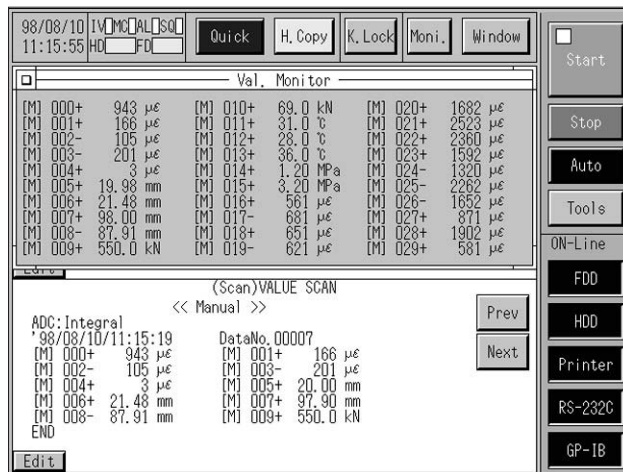 98/08/10 IV MC AL SQ
11:15:55 HD FD
Quick H.Copy K.Lock Moni. Window
Start
Stop
Auto
Tools
ON-Line
FDD
HDD
Printer
RS-232C
GP-IB
Val. Monitor
[M] 000+ 943 με [M] 010+ 69.0 kN [M] 020+ 1682 με
[M] 001+ 166 με [M] 011+ 31.0 ℃ [M] 021+ 2523 με
[M] 002- 105 με [M] 012+ 28.0 ℃ [M] 022+ 2360 με
[M] 003- 201 με [M] 013+ 36.0 ℃ [M] 023+ 1592 με
[M] 004+ 3 με [M] 014+ 1.20 MPa [M] 024- 1320 με
[M] 005+ 19.98 mm [M] 015+ 3.20 MPa [M] 025- 2262 με
[M] 006+ 21.48 mm [M] 016+ 561 με [M] 026- 1652 με
[M] 007+ 98.00 mm [M] 017- 681 με [M] 027+ 871 με
[M] 008- 87.91 mm [M] 018+ 651 με [M] 028+ 1902 με
[M] 009+ 550.0 kN [M] 019- 621 με [M] 029+ 581 με
Edit
(Scan)VALUE SCAN
<< Manual >>
ADC:Integral
'98/08/10/11:15:19 DataNo.00007
[M] 000+ 943 με [M] 001+ 166 με
[M] 002- 105 με [M] 003- 201 με
[M] 004+ 3 με [M] 005+ 20.00 mm
[M] 006+ 21.48 mm [M] 007+ 97.90 mm
[M] 008- 87.91 mm [M] 009+ 550.0 kN
END
Prev
Next
Edit